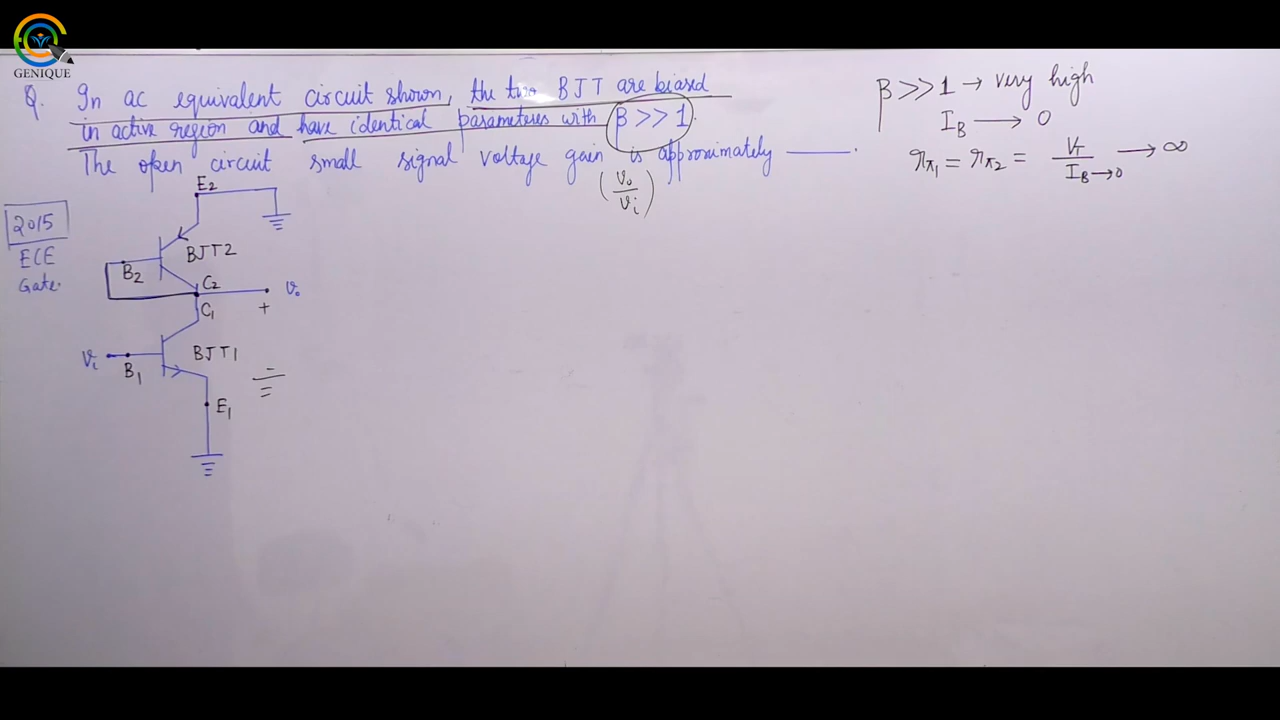 GENIQUE
Q. In ac equivalent circuit shown, the two BJT are biased
in active region and have identical parameters with β >> 1.
The open circuit small signal voltage gain is approximately ______.
(Vo/Vi)
β >> 1 → very high
I_B → 0
r_π1 = r_π2 = V_T/I_B→0 → ∞
2015
ECE
Gate.
E2
BJT2
B2
C2
Vo
C1
+
Vi
B1
BJT1
-
E1